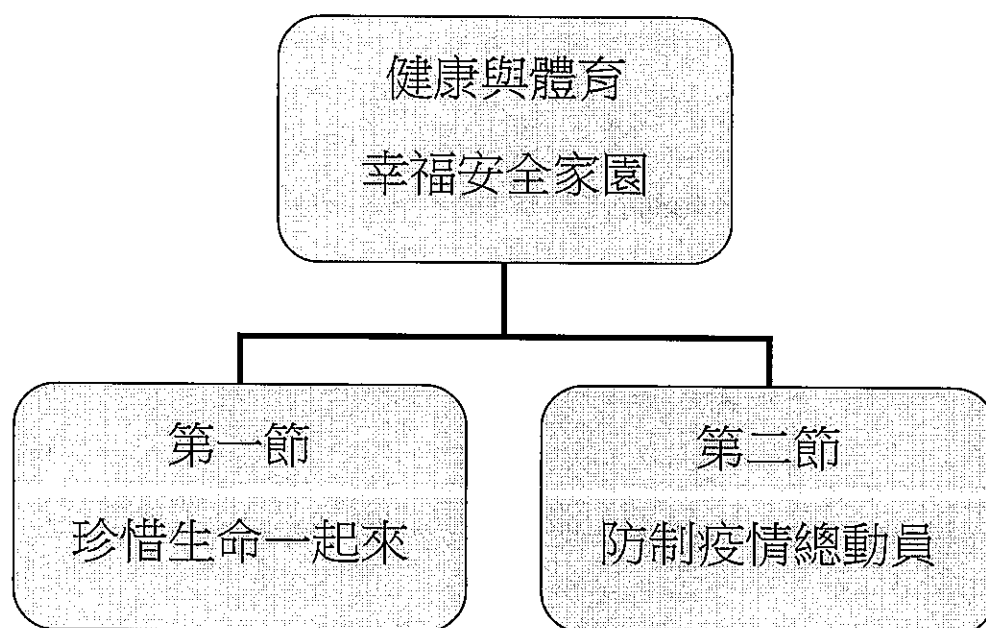 健康與體育
幸福安全家園
第一節
珍惜生命一起來
第二節
防制疫情總動員